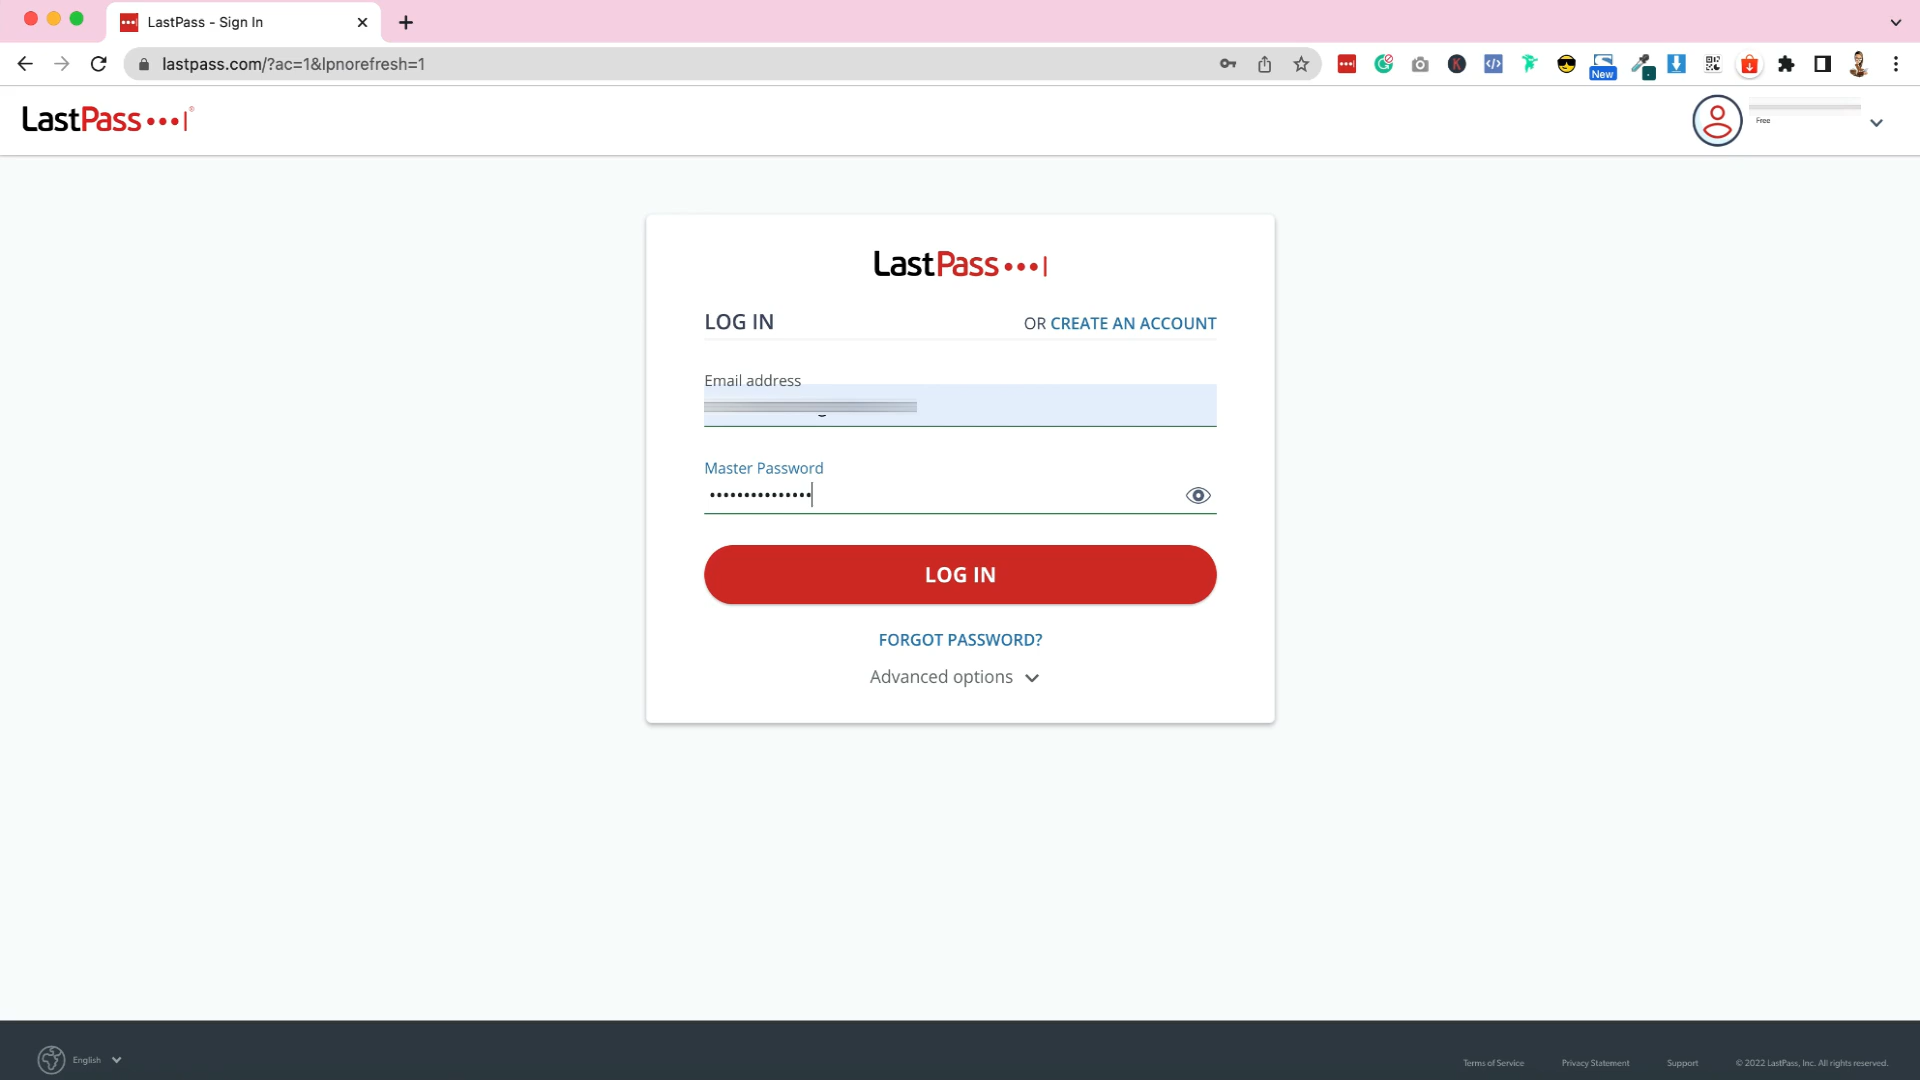 LastPass - Sign In
lastpass.com/?ac=1&lpnorefresh=1
New
LastPass
Free
LastPass
LOG IN
OR CREATE AN ACCOUNT
Email address
Master Password
•••••••••••••••
LOG IN
FORGOT PASSWORD?
Advanced options
English
Terms of Service
Privacy Statement
Support
© 2022 LastPass, Inc. All rights reserved.